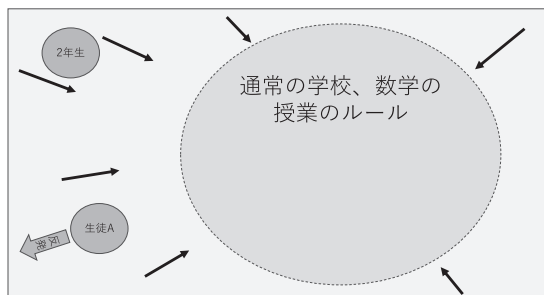 2年生
通常の学校、数学の
授業のルール
生徒A
反発